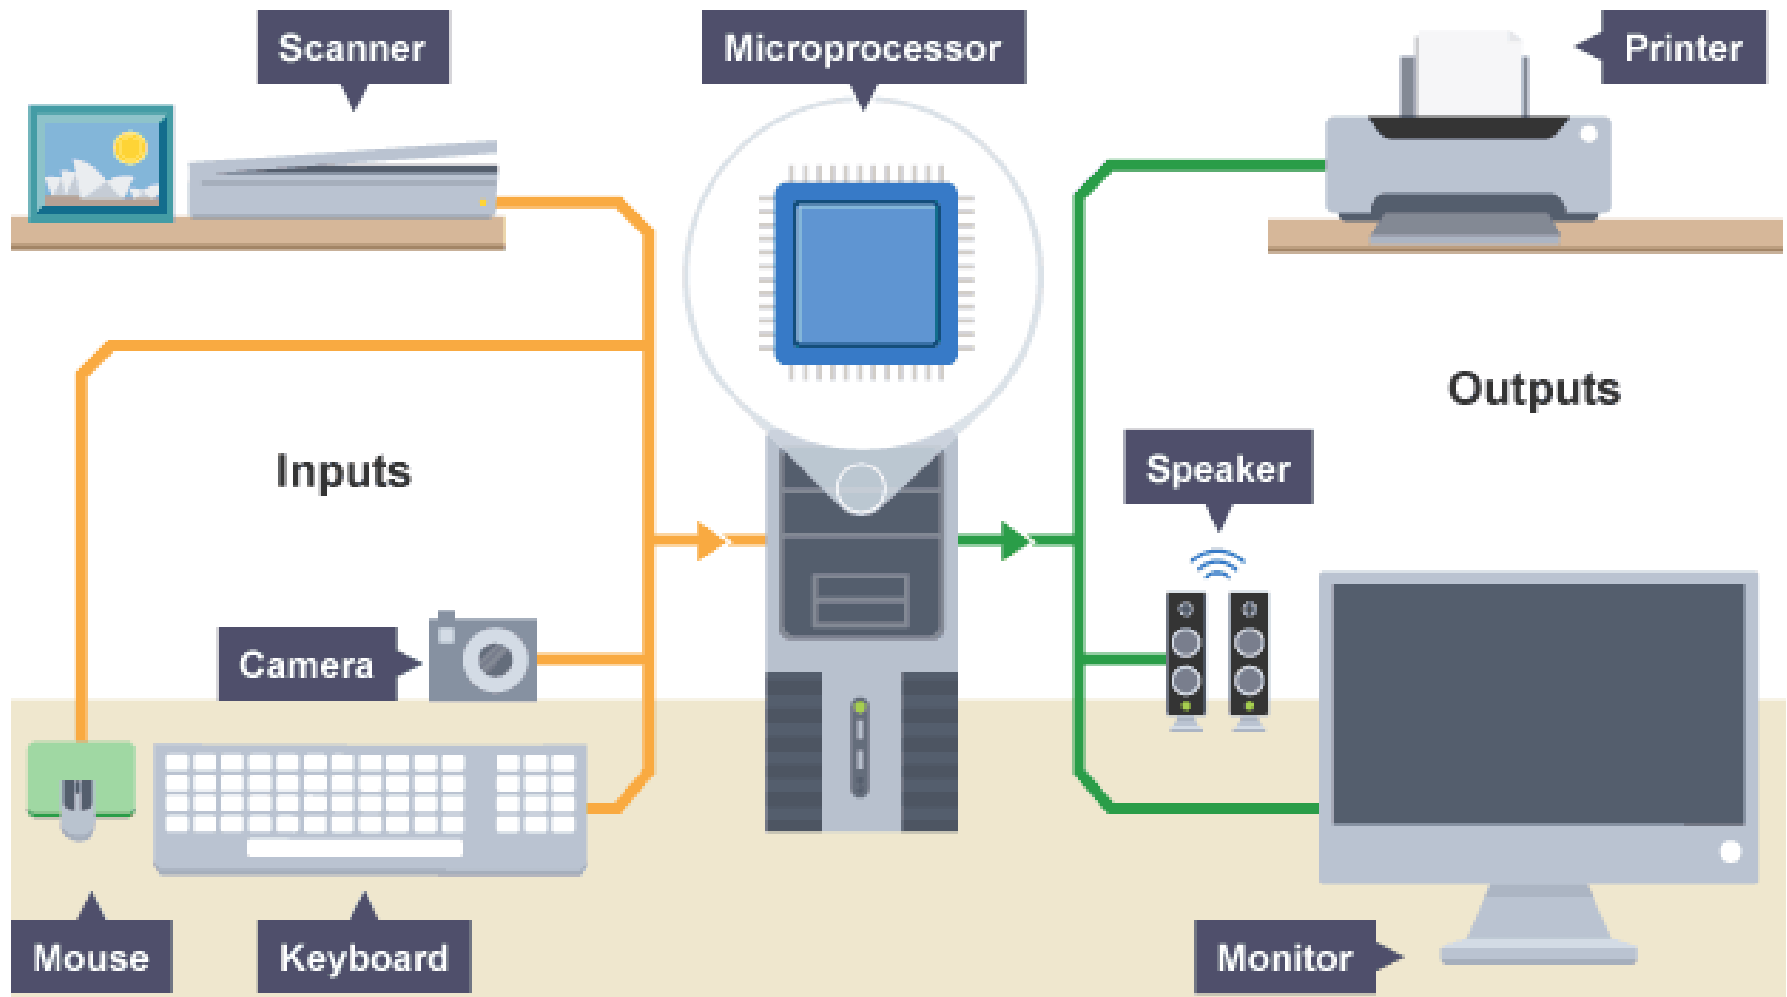 Scanner
Microprocessor
Printer
Inputs
Outputs
Speaker
Camera
Mouse
Keyboard
Monitor